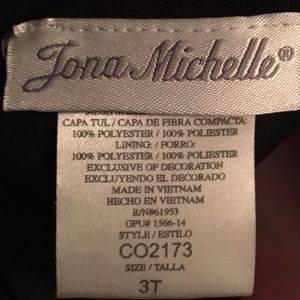 Jona Michelle®
CAPA TUL / CAPA DE FIBRA COMPACTA:
100% POLYESTER / 100% POLIESTER
LINING: / FORRO:
100% POLYESTER / 100% POLIESTER
EXCLUSIVE OF DECORATION
EXCLUYENDO EL DECORADO
MADE IN VIETNAM
HECHO EN VIETNAM
R/N#61953
GPU# 1566-14
STYLE / ESTILO
CO2173
SIZE / TALLA
3T